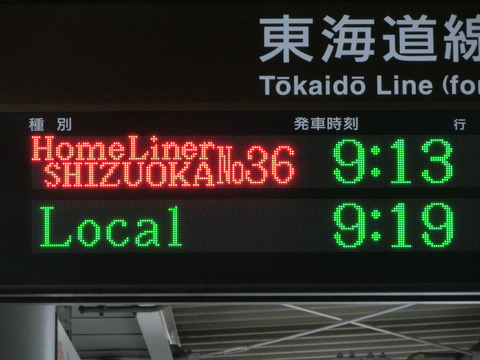 東海道線
Tōkaidō Line (for
種別 発車時刻 行
HomeLiner
SHIZUOKA №36 9:13
Local 9:19